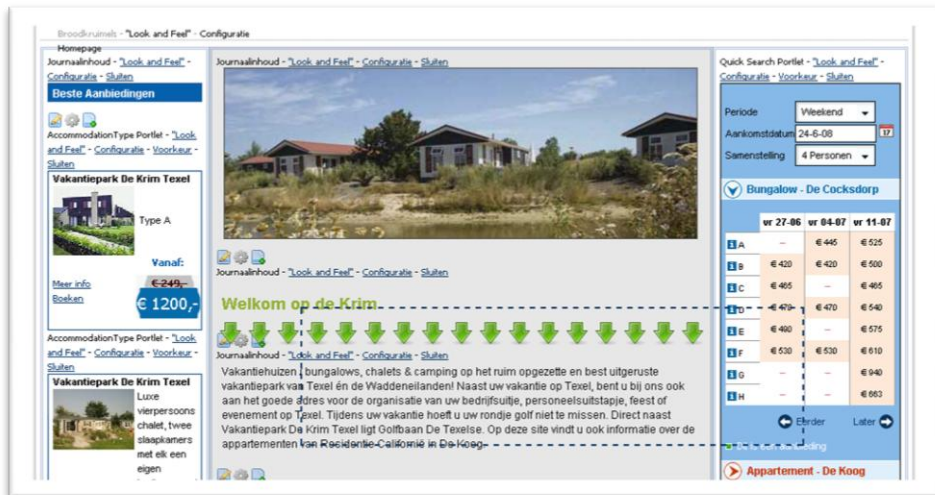 Broodkruimels - "Look and Feel" - Configuratie
Homepage
Journaalinhoud - "Look and Feel" -
Configuratie - Sluiten
Beste Aanbiedingen
AccommodationType Portlet - "Look
and Feel" - Configuratie - Voorkeur -
Sluiten
Vakantiepark De Krim Texel
Type A
Vanaf:
Meer info
€ 249,-
Boeken
€ 1200,-
AccommodationType Portlet - "Look
and Feel" - Configuratie - Voorkeur -
Sluiten
Vakantiepark De Krim Texel
Luxe
vierpersoons
chalet, twee
slaapkamers
met elk een
eigen
Journaalinhoud - "Look and Feel" - Configuratie - Sluiten
Journaalinhoud - "Look and Feel" - Configuratie - Sluiten
Welkom op de Krim
Journaalinhoud - "Look and Feel" - Configuratie - Sluiten
Vakantiehuizen, bungalows, chalets & camping op het ruim opgezette en best uitgeruste
vakantiepark van Texel én de Waddeneilanden! Naast uw vakantie op Texel, bent u bij ons ook
aan het goede adres voor de organisatie van uw bedrijfsuitje, personeelsuitstapje, feest of
evenement op Texel. Tijdens uw vakantie hoeft u uw rondje golf niet te missen. Direct naast
Vakantiepark De Krim Texel ligt Golfbaan De Texelse. Op deze site vindt u ook informatie over de
appartementen van Residentie Californië in De Koog.
Quick Search Portlet - "Look and Feel" -
Configuratie - Voorkeur - Sluiten
Periode Weekend
Aankomstdatum 24-6-08 17
Samenstelling 4 Personen
Bungalow - De Cocksdorp
vr 27-06 vr 04-07 vr 11-07
A – € 445 € 525
B € 420 € 420 € 500
C € 465 – € 465
D € 470 € 470 € 540
E € 490 – € 575
F € 530 € 530 € 610
G – – € 940
H – – € 663
Eerder Later
Appartement - De Koog